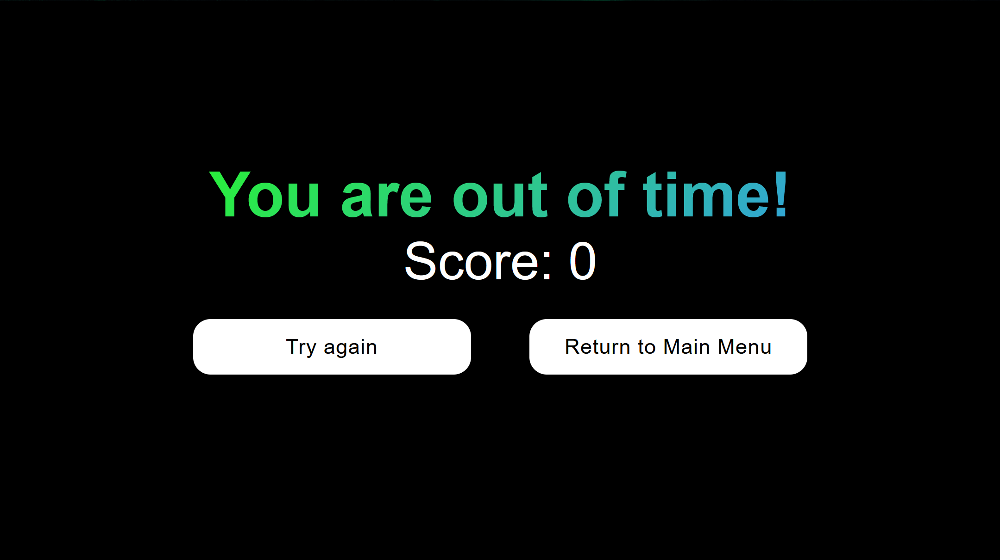 You are out of time!
Score: 0
Try again
Return to Main Menu